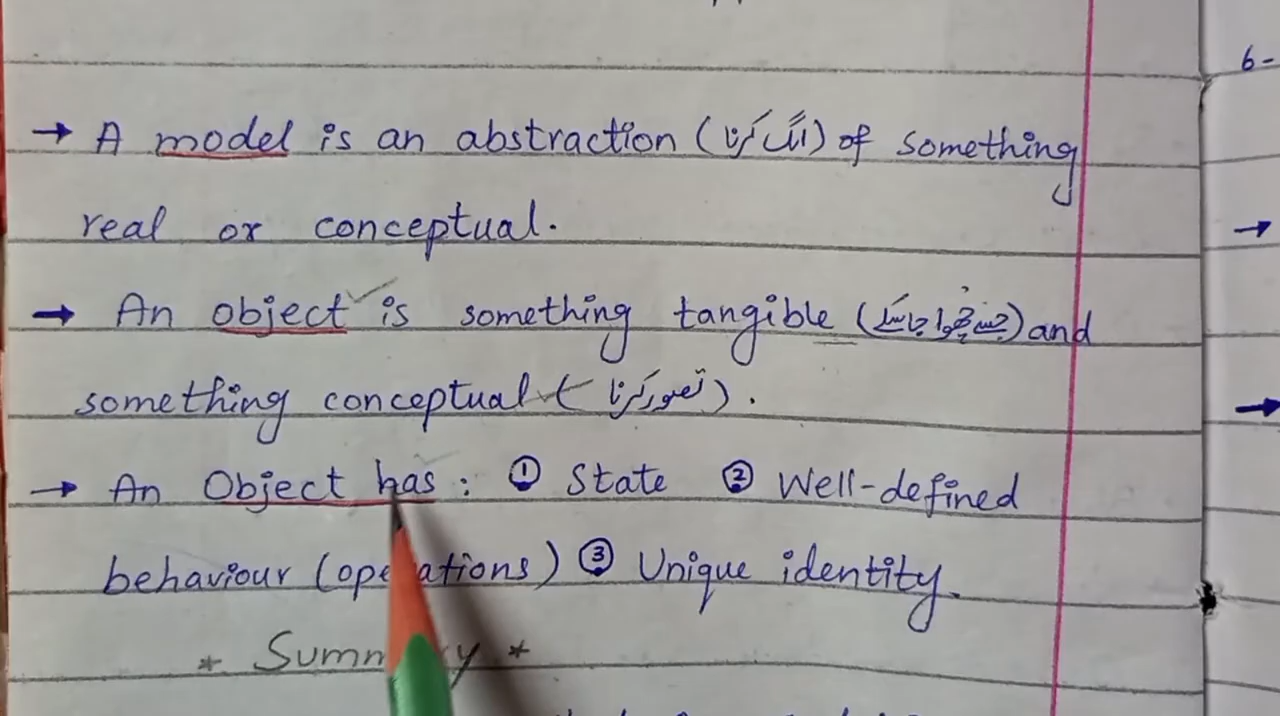 6-
→ A model is an abstraction (الگ کرنا) of something
real or conceptual.
→ An object is something tangible (جسے چھوا جا سکے) and
something conceptual (تصور کرنا).
→ An Object has: ① State ② Well-defined
behaviour (operations) ③ Unique identity.
* Summary *